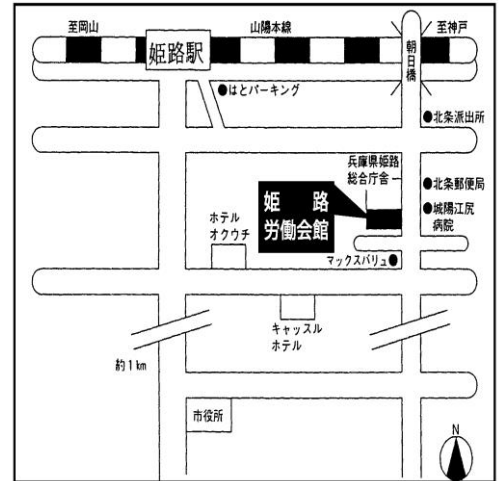 至岡山
山陽本線
至神戸
姫路駅
朝日橋
●はとパーキング
●北条派出所
兵庫県姫路
総合庁舎
●北条郵便局
姫路
労働会館
●城陽江尻
病院
ホテル
オクウチ
マックスバリュ●
キャッスル
ホテル
約1km
市役所
N